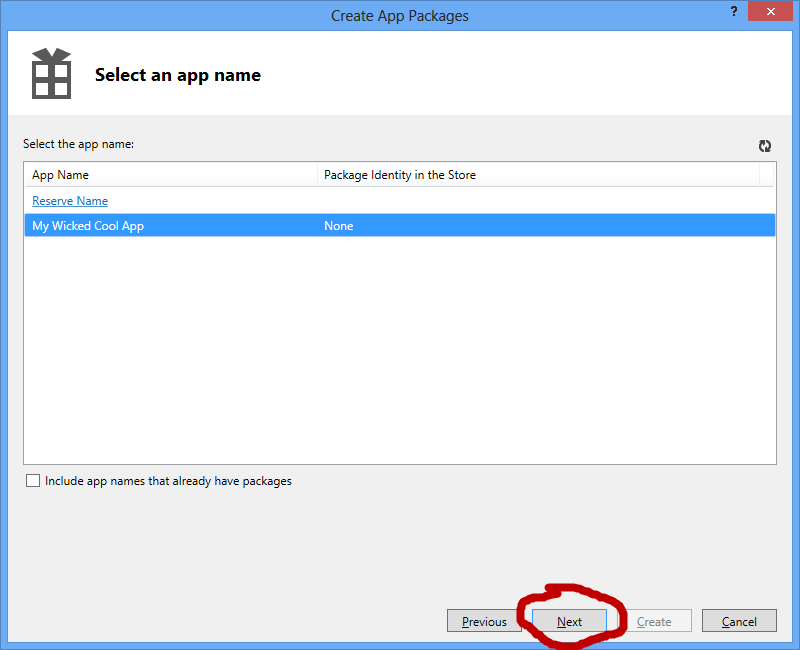 Create App Packages
?
Select an app name
Select the app name:
App Name Package Identity in the Store
Reserve Name
My Wicked Cool App None
Include app names that already have packages
Previous Next Create Cancel